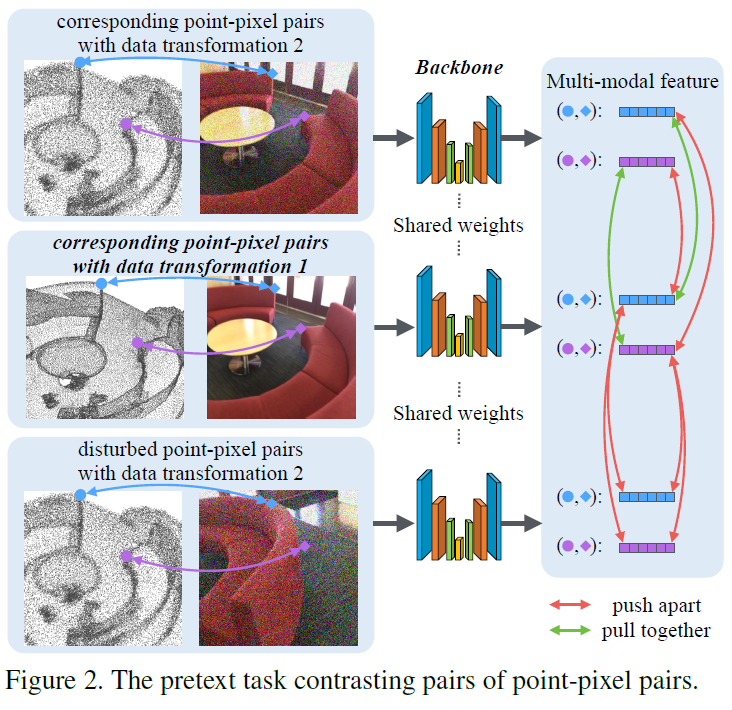 corresponding point-pixel pairs
with data transformation 2
Backbone
Multi-modal feature
(●,◆):
(●,◆):
Shared weights
corresponding point-pixel pairs
with data transformation 1
(●,◆):
(●,◆):
Shared weights
disturbed point-pixel pairs
with data transformation 2
(●,◆):
(●,◆):
push apart
pull together
Figure 2. The pretext task contrasting pairs of point-pixel pairs.